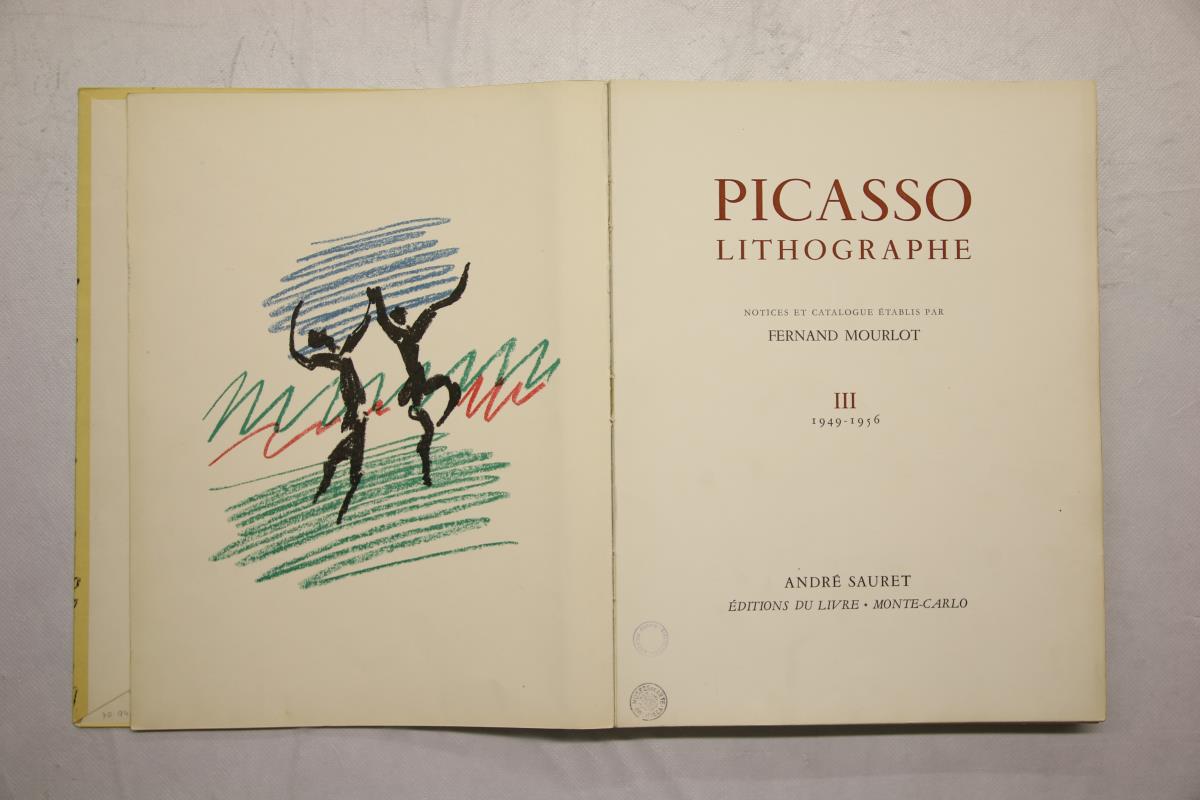 PICASSO
LITHOGRAPHE
NOTICES ET CATALOGUE ÉTABLIS PAR
FERNAND MOURLOT
III
1949-1956
ANDRÉ SAURET
ÉDITIONS DU LIVRE • MONTE-CARLO